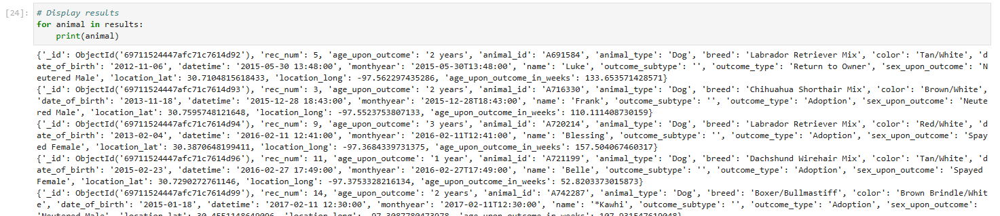 [24]: # Display results
for animal in results:
    print(animal)
{'_id': ObjectId('69711524447afc71c7614d92'), 'rec_num': 5, 'age_upon_outcome': '2 years', 'animal_id': 'A691584', 'animal_type': 'Dog', 'breed': 'Labrador Retriever Mix', 'color': 'Tan/White', 'd
ate_of_birth': '2012-11-06', 'datetime': '2015-05-30 13:48:00', 'monthyear': '2015-05-30T13:48:00', 'name': 'Luke', 'outcome_subtype': '', 'outcome_type': 'Return to Owner', 'sex_upon_outcome': 'N
eutered Male', 'location_lat': 30.7104815618433, 'location_long': -97.562297435286, 'age_upon_outcome_in_weeks': 133.653571428571}
{'_id': ObjectId('69711524447afc71c7614d93'), 'rec_num': 3, 'age_upon_outcome': '2 years', 'animal_id': 'A716330', 'animal_type': 'Dog', 'breed': 'Chihuahua Shorthair Mix', 'color': 'Brown/White',
'date_of_birth': '2013-11-18', 'datetime': '2015-12-28 18:43:00', 'monthyear': '2015-12-28T18:43:00', 'name': 'Frank', 'outcome_subtype': '', 'outcome_type': 'Adoption', 'sex_upon_outcome': 'Neute
red Male', 'location_lat': 30.7595748121648, 'location_long': -97.5523753807133, 'age_upon_outcome_in_weeks': 110.111408730159}
{'_id': ObjectId('69711524447afc71c7614d94'), 'rec_num': 9, 'age_upon_outcome': '3 years', 'animal_id': 'A720214', 'animal_type': 'Dog', 'breed': 'Labrador Retriever Mix', 'color': 'Red/White', 'd
ate_of_birth': '2013-02-04', 'datetime': '2016-02-11 12:41:00', 'monthyear': '2016-02-11T12:41:00', 'name': 'Blessing', 'outcome_subtype': '', 'outcome_type': 'Adoption', 'sex_upon_outcome': 'Spay
ed Female', 'location_lat': 30.3870648199411, 'location_long': -97.3684339731375, 'age_upon_outcome_in_weeks': 157.504067460317}
{'_id': ObjectId('69711524447afc71c7614d96'), 'rec_num': 11, 'age_upon_outcome': '1 year', 'animal_id': 'A721199', 'animal_type': 'Dog', 'breed': 'Dachshund Wirehair Mix', 'color': 'Tan/White', 'd
ate_of_birth': '2015-02-23', 'datetime': '2016-02-27 17:49:00', 'monthyear': '2016-02-27T17:49:00', 'name': 'Belle', 'outcome_subtype': '', 'outcome_type': 'Adoption', 'sex_upon_outcome': 'Spayed
Female', 'location_lat': 30.7290272761146, 'location_long': -97.3753328216134, 'age_upon_outcome_in_weeks': 52.8203373015873}
{'_id': ObjectId('69711524447afc71c7614d99'), 'rec_num': 14, 'age_upon_outcome': '2 years', 'animal_id': 'A742287', 'animal_type': 'Dog', 'breed': 'Boxer/Bullmastiff', 'color': 'Brown Brindle/Whit
e', 'date_of_birth': '2015-01-18', 'datetime': '2017-02-11 12:30:00', 'monthyear': '2017-02-11T12:30:00', 'name': '*Kawhi', 'outcome_subtype': '', 'outcome_type': 'Adoption', 'sex_upon_outcome':
'Neutered Male', 'location_lat': 30.4551148649096, 'location_long': -97.3087780473978, 'age_upon_outcome_in_weeks': 107.931547619048}